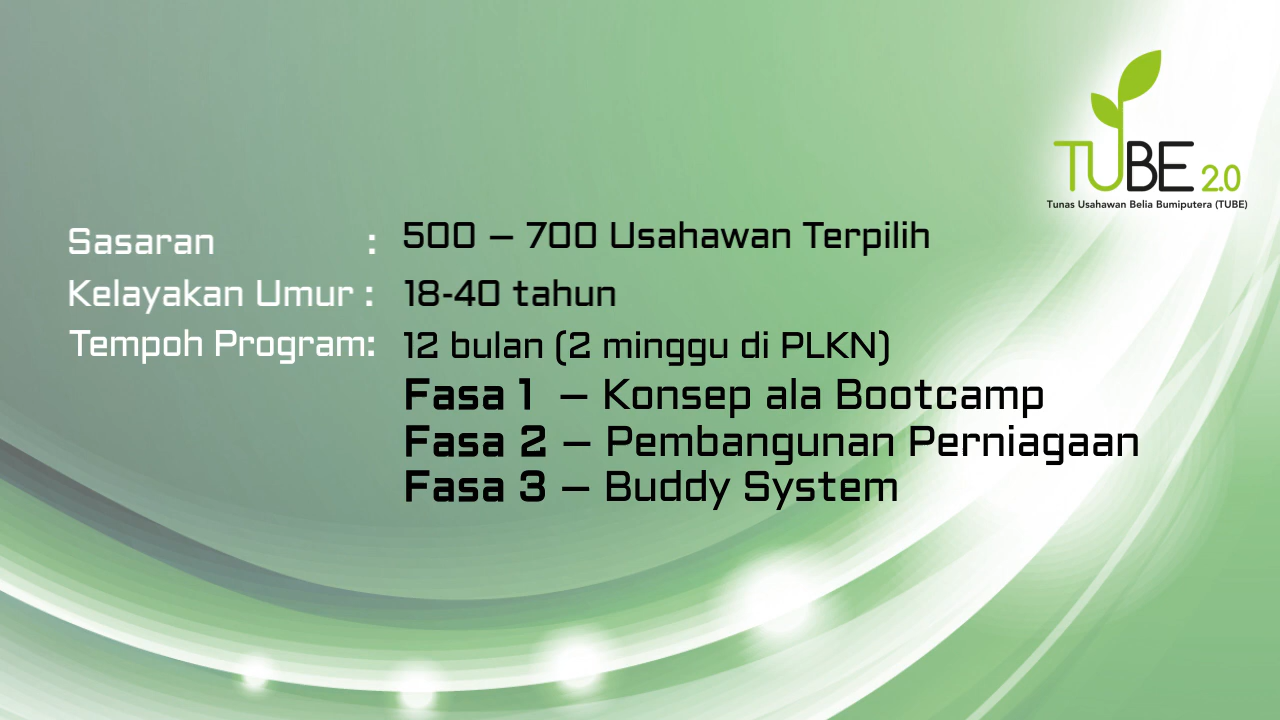 TUBE 2.0
Tunas Usahawan Belia Bumiputera (TUBE)
Sasaran : 500 – 700 Usahawan Terpilih
Kelayakan Umur : 18-40 tahun
Tempoh Program: 12 bulan (2 minggu di PLKN)
Fasa 1 – Konsep ala Bootcamp
Fasa 2 – Pembangunan Perniagaan
Fasa 3 – Buddy System